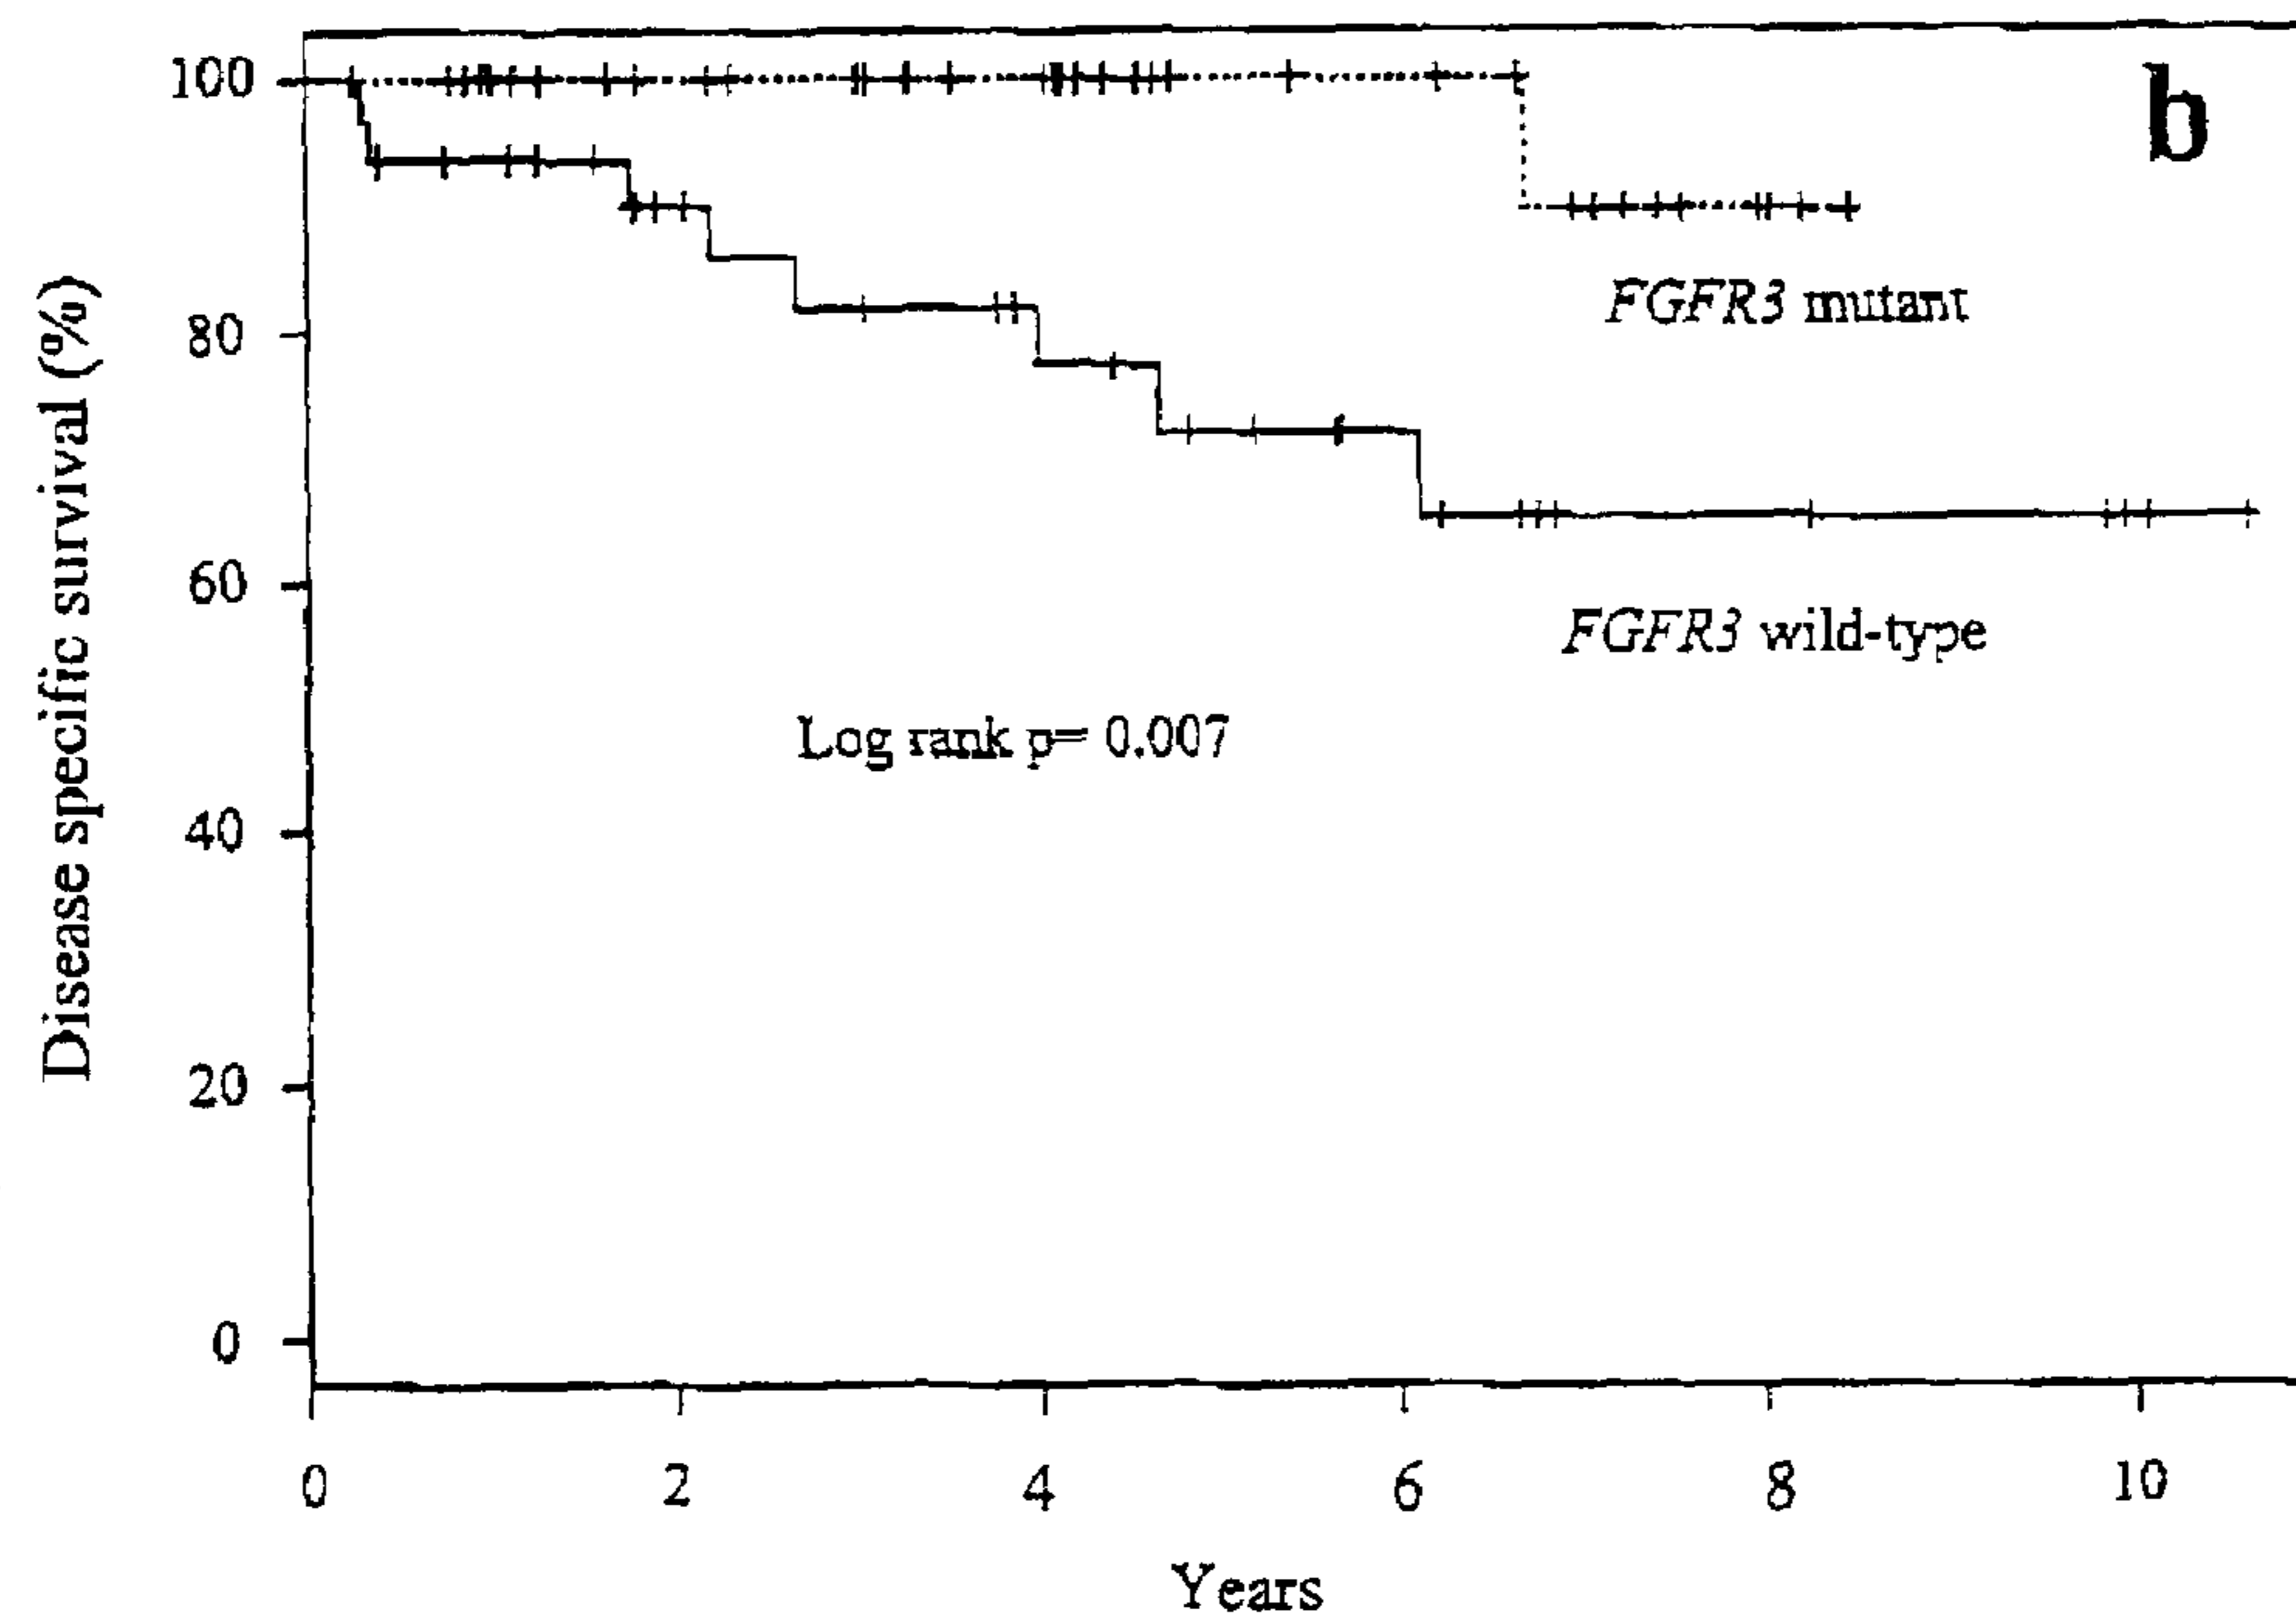 b
Disease specific survival (%)
100
80
60
40
20
0
FGFR3 mutant
FGFR3 wild-type
Log rank p= 0.007
0 2 4 6 8 10
Years